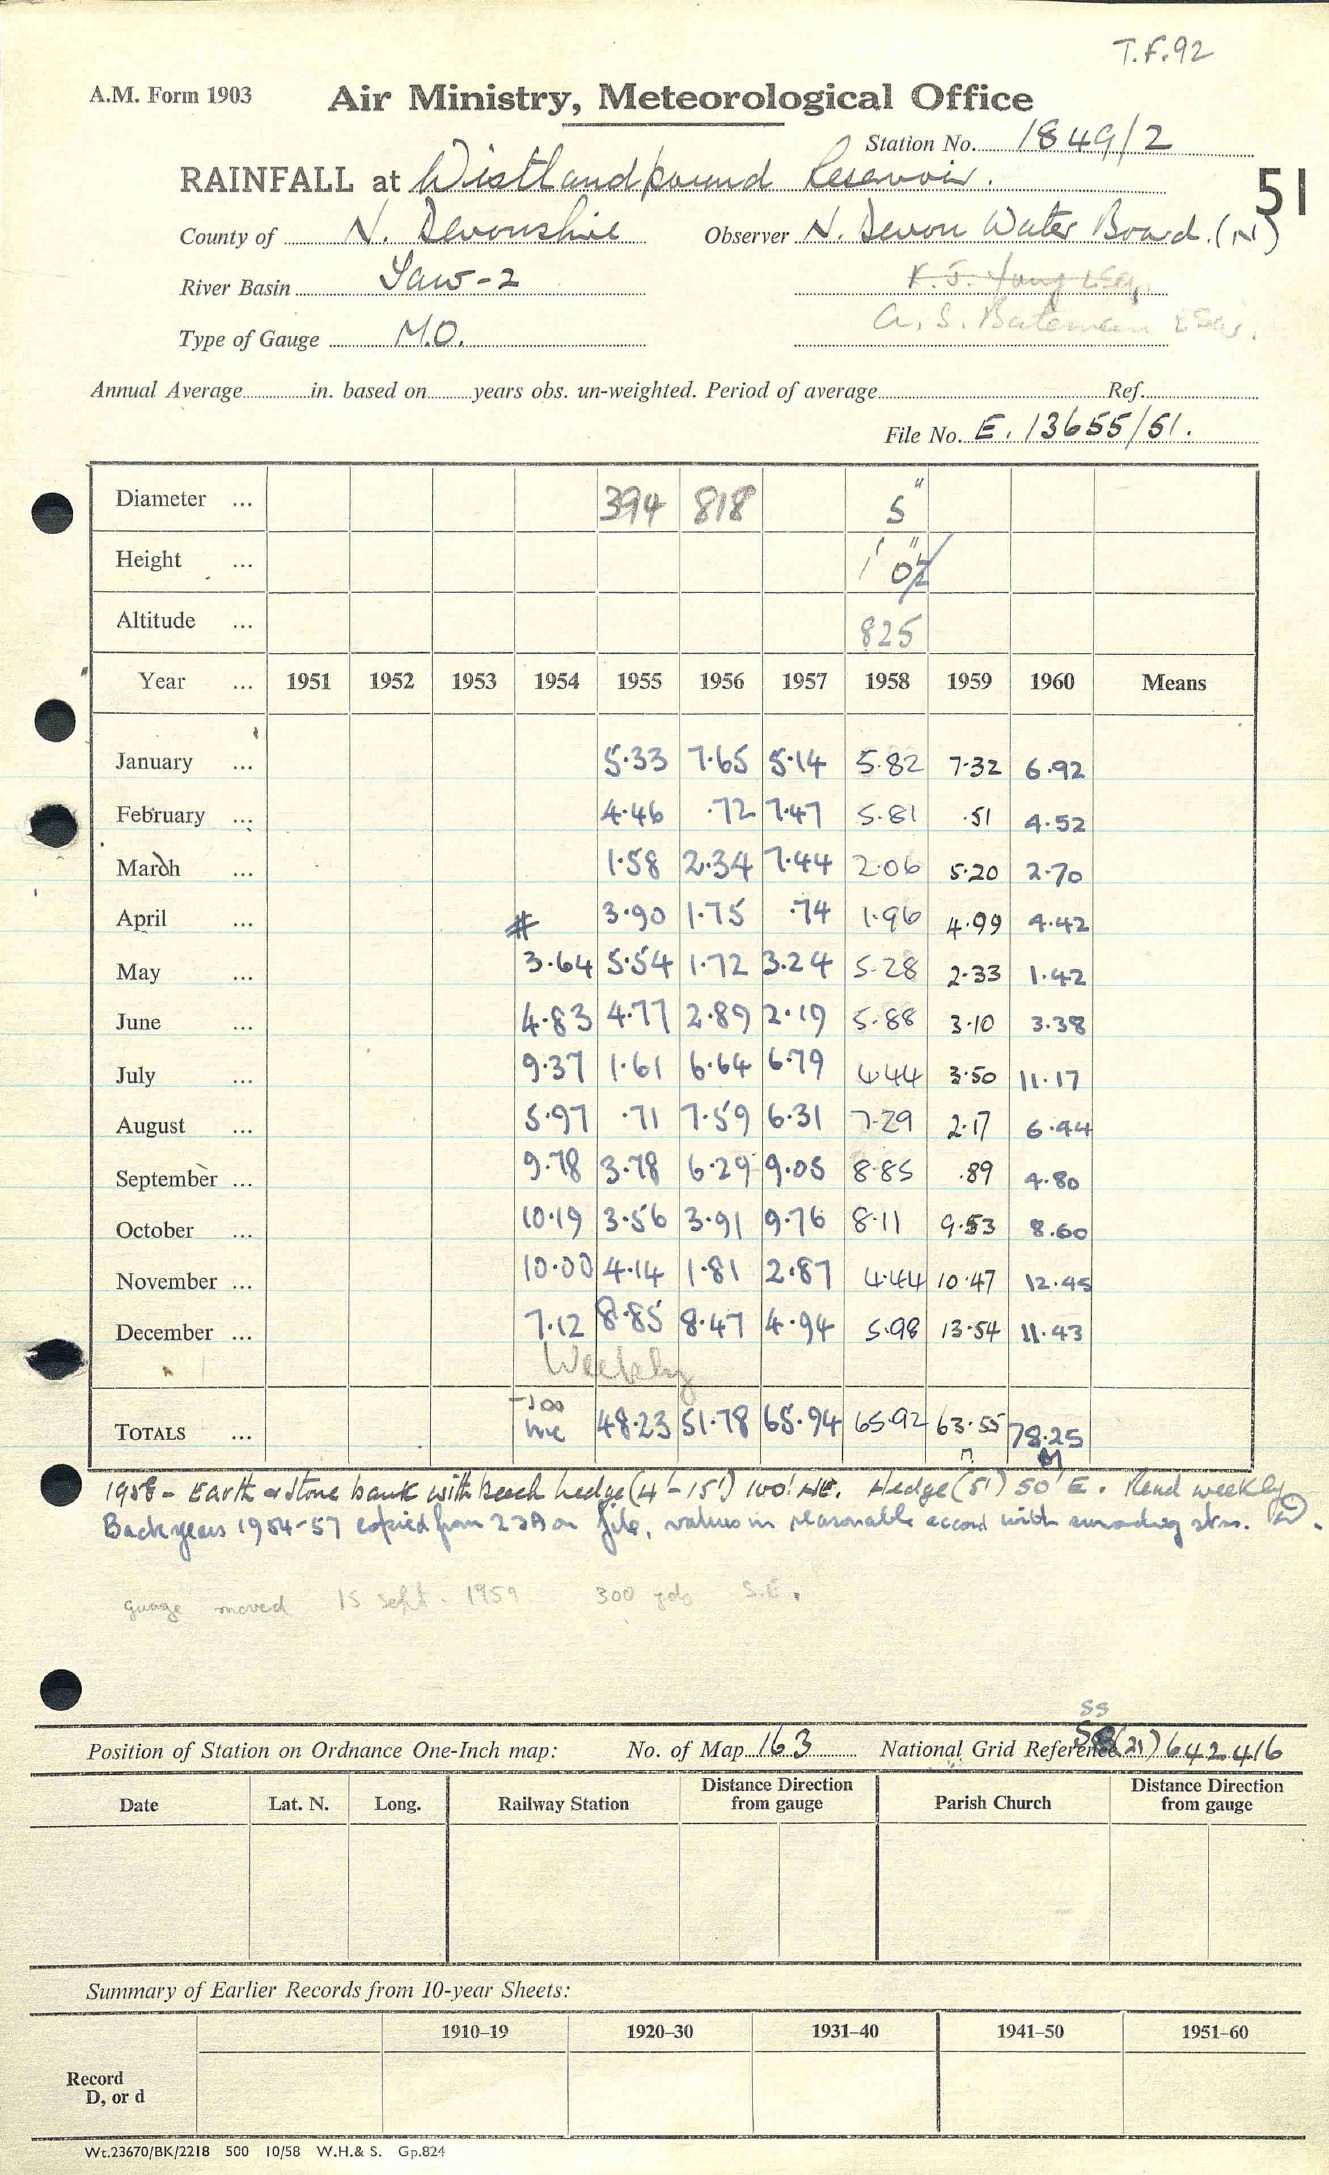 T.F.92
A.M. Form 1903 Air Ministry, Meteorological Office
Station No. 1849/2
RAINFALL at Wistlandpound Reservoir. 51
County of N. Devonshire Observer N. Devon Water Board. (N)
River Basin Taw-2 K. J. Young Esq.
Type of Gauge M.O. A. S. Bateman Esq.
Annual Average in. based on years obs. un-weighted. Period of average Ref.
File No. E. 13655/51.
Diameter ... 394 818 5"
Height ... 1' 0"
Altitude ... 825
Year ... 1951 1952 1953 1954 1955 1956 1957 1958 1959 1960 Means
January ... 5.33 7.65 5.14 5.82 7.32 6.92
February ... 4.46 .72 7.47 5.81 .51 4.52
March ... 1.58 2.34 7.44 2.06 5.20 2.70
April ... # 3.90 1.75 .74 1.96 4.99 4.42
May ... 3.64 5.54 1.72 3.24 5.28 2.33 1.42
June ... 4.83 4.77 2.89 2.19 5.88 3.10 3.38
July ... 9.37 1.61 6.64 6.79 4.44 3.50 11.17
August ... 5.97 .71 7.59 6.31 7.29 2.17 6.44
September ... 9.78 3.78 6.29 9.05 8.85 .89 4.80
October ... 10.19 3.56 3.91 9.76 8.11 9.53 8.60
November ... 10.00 4.14 1.81 2.87 4.44 10.47 12.45
December ... 7.12 8.85 8.47 4.94 5.98 13.54 11.43
Weekly
TOTALS ... Inc 48.23 51.78 65.94 65.92 63.55 78.25
1958 - Earth & stone bank with beech hedge (4'-15') 100' NE. Hedge (5') 50' E. Read weekly
Back years 1954-57 copied from 239 on file, values in reasonable accord with surrounding stns.
guage moved 15 Sept. 1959 300 yds S.E.
SS
Position of Station on Ordnance One-Inch map: No. of Map 163 National Grid Reference (21) 642416
Date Lat. N. Long. Railway Station Distance Direction from gauge Parish Church Distance Direction from gauge
Summary of Earlier Records from 10-year Sheets:
1910–19 1920–30 1931–40 1941–50 1951–60
Record
D, or d
Wt.23670/BK/2218 500 10/58 W.H.& S. Gp.824